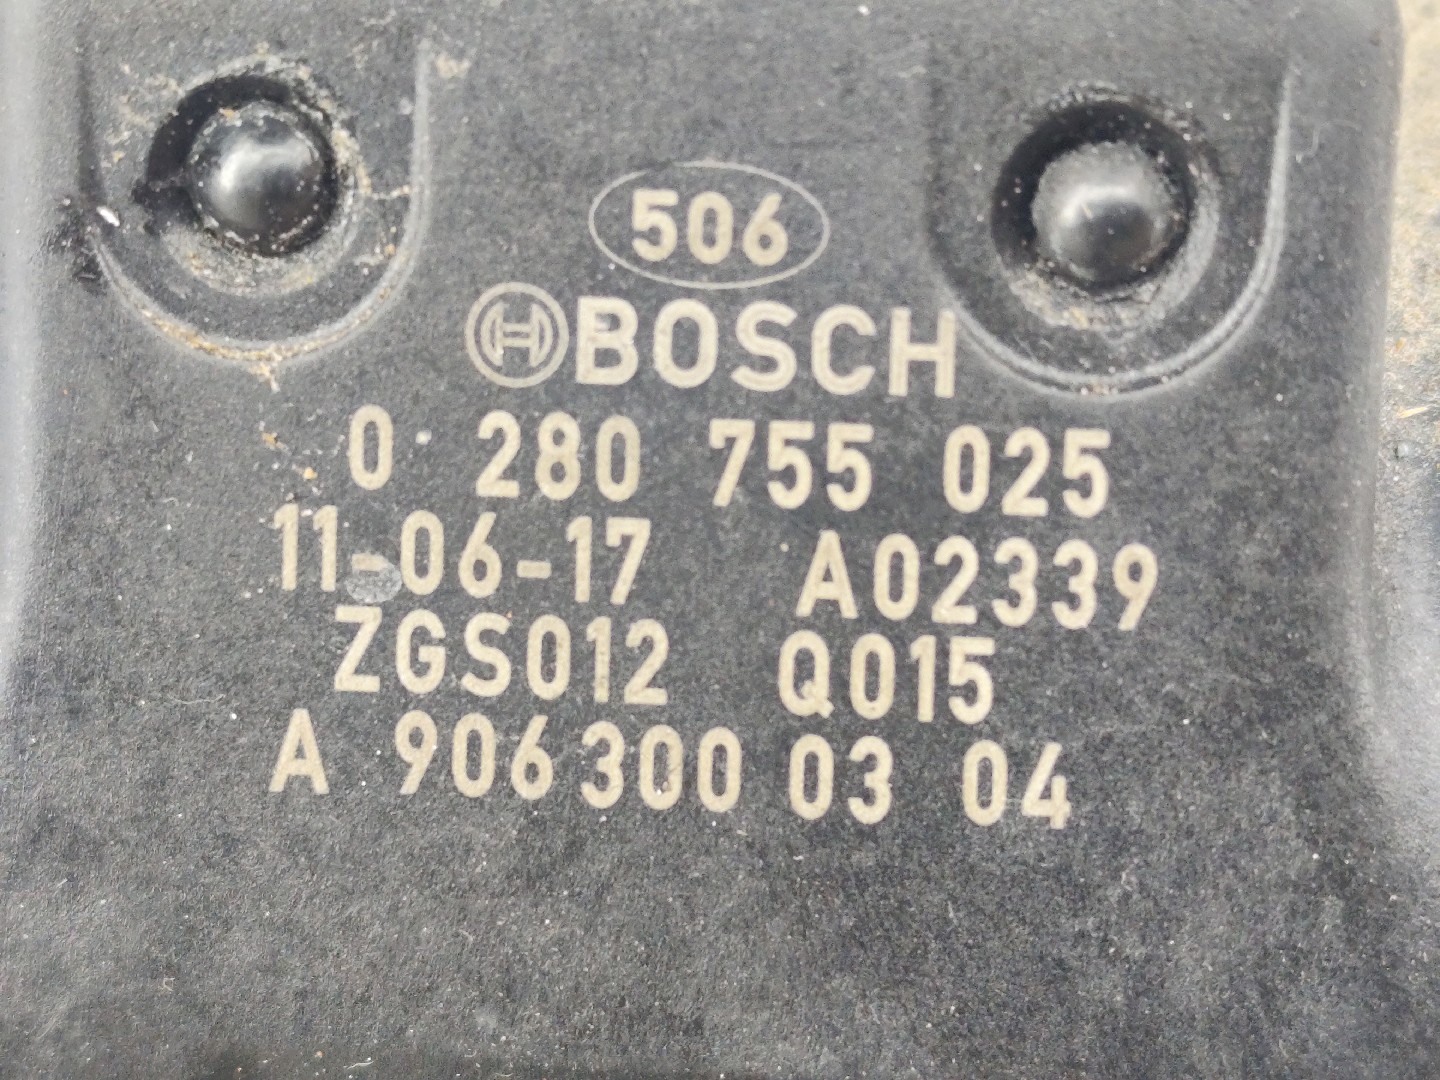 506
BOSCH
0 280 755 025
11-06-17 A02339
ZGS012 Q015
A 906 300 03 04